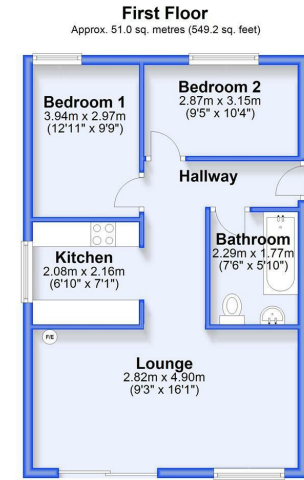 First Floor
Approx. 51.0 sq. metres (549.2 sq. feet)
Bedroom 1
3.94m x 2.97m
(12'11" x 9'9")
Bedroom 2
2.87m x 3.15m
(9'5" x 10'4")
Hallway
Kitchen
2.08m x 2.16m
(6'10" x 7'1")
Bathroom
2.29m x 1.77m
(7'6" x 5'10")
F/E
Lounge
2.82m x 4.90m
(9'3" x 16'1")